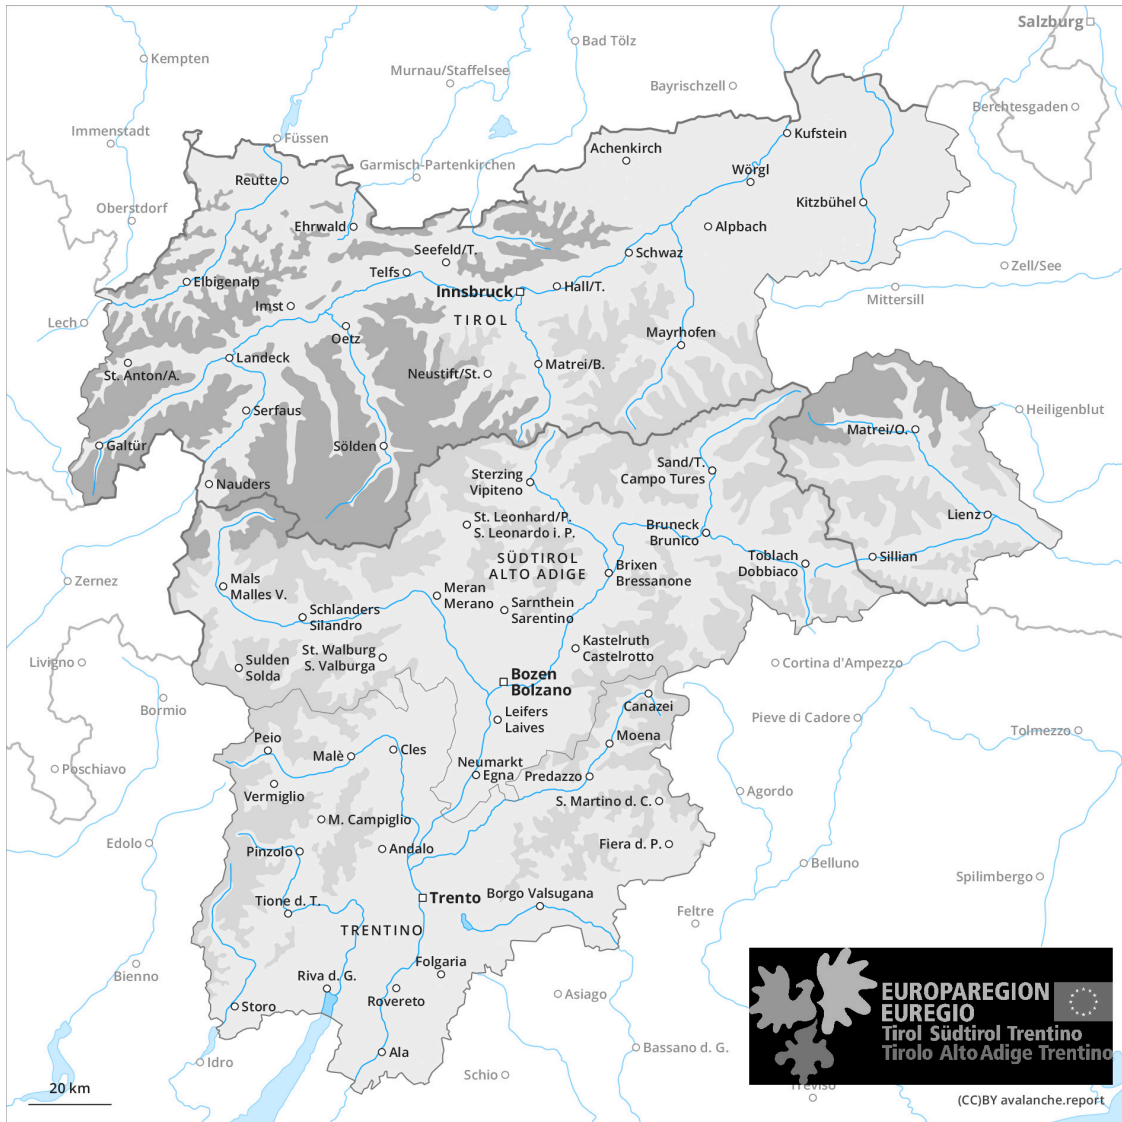 Salzburg
Bad Tölz
Kempten
Murnau/Staffelsee
Bayrischzell
Berchtesgaden
Immenstadt
Füssen
Kufstein
Achenkirch
Garmisch-Partenkirchen
Wörgl
Reutte
Kitzbühel
Oberstdorf
Ehrwald
Alpbach
Seefeld/T.
Schwaz
Zell/See
Telfs
Elbigenalp
Innsbruck
Hall/T.
Mittersill
Imst
TIROL
Lech
Oetz
Mayrhofen
Landeck
Matrei/B.
St. Anton/A.
Neustift/St.
Serfaus
Heiligenblut
Matrei/O.
Galtür
Sölden
Sand/T.
Campo Tures
Sterzing
Vipiteno
Nauders
Lienz
St. Leonhard/P.
S. Leonardo i. P.
Bruneck
Brunico
SÜDTIROL
ALTO ADIGE
Toblach
Dobbiaco
Sillian
Brixen
Bressanone
Zernez
Mals
Malles V.
Meran
Merano
Sarnthein
Sarentino
Schlanders
Silandro
Kastelruth
Castelrotto
St. Walburg
S. Valburga
Livigno
Sulden
Solda
Cortina d'Ampezzo
Bozen
Bolzano
Bormio
Canazei
Leifers
Laives
Pieve di Cadore
Tolmezzo
Peio
Moena
Malè
Cles
Neumarkt
Egna
Poschiavo
Predazzo
Vermiglio
Agordo
S. Martino d. C.
M. Campiglio
Edolo
Pinzolo
Andalo
Fiera d. P.
Belluno
Spilimbergo
Tione d. T.
Trento
Borgo Valsugana
Feltre
TRENTINO
Bienno
Folgaria
Riva d. G.
Rovereto
Asiago
Storo
EUROPAREGION
EUREGIO
Tirol Südtirol Trentino
Tirolo Alto Adige Trentino
Ala
Idro
Bassano d. G.
Schio
Treviso
20 km
(CC)BY avalanche.report